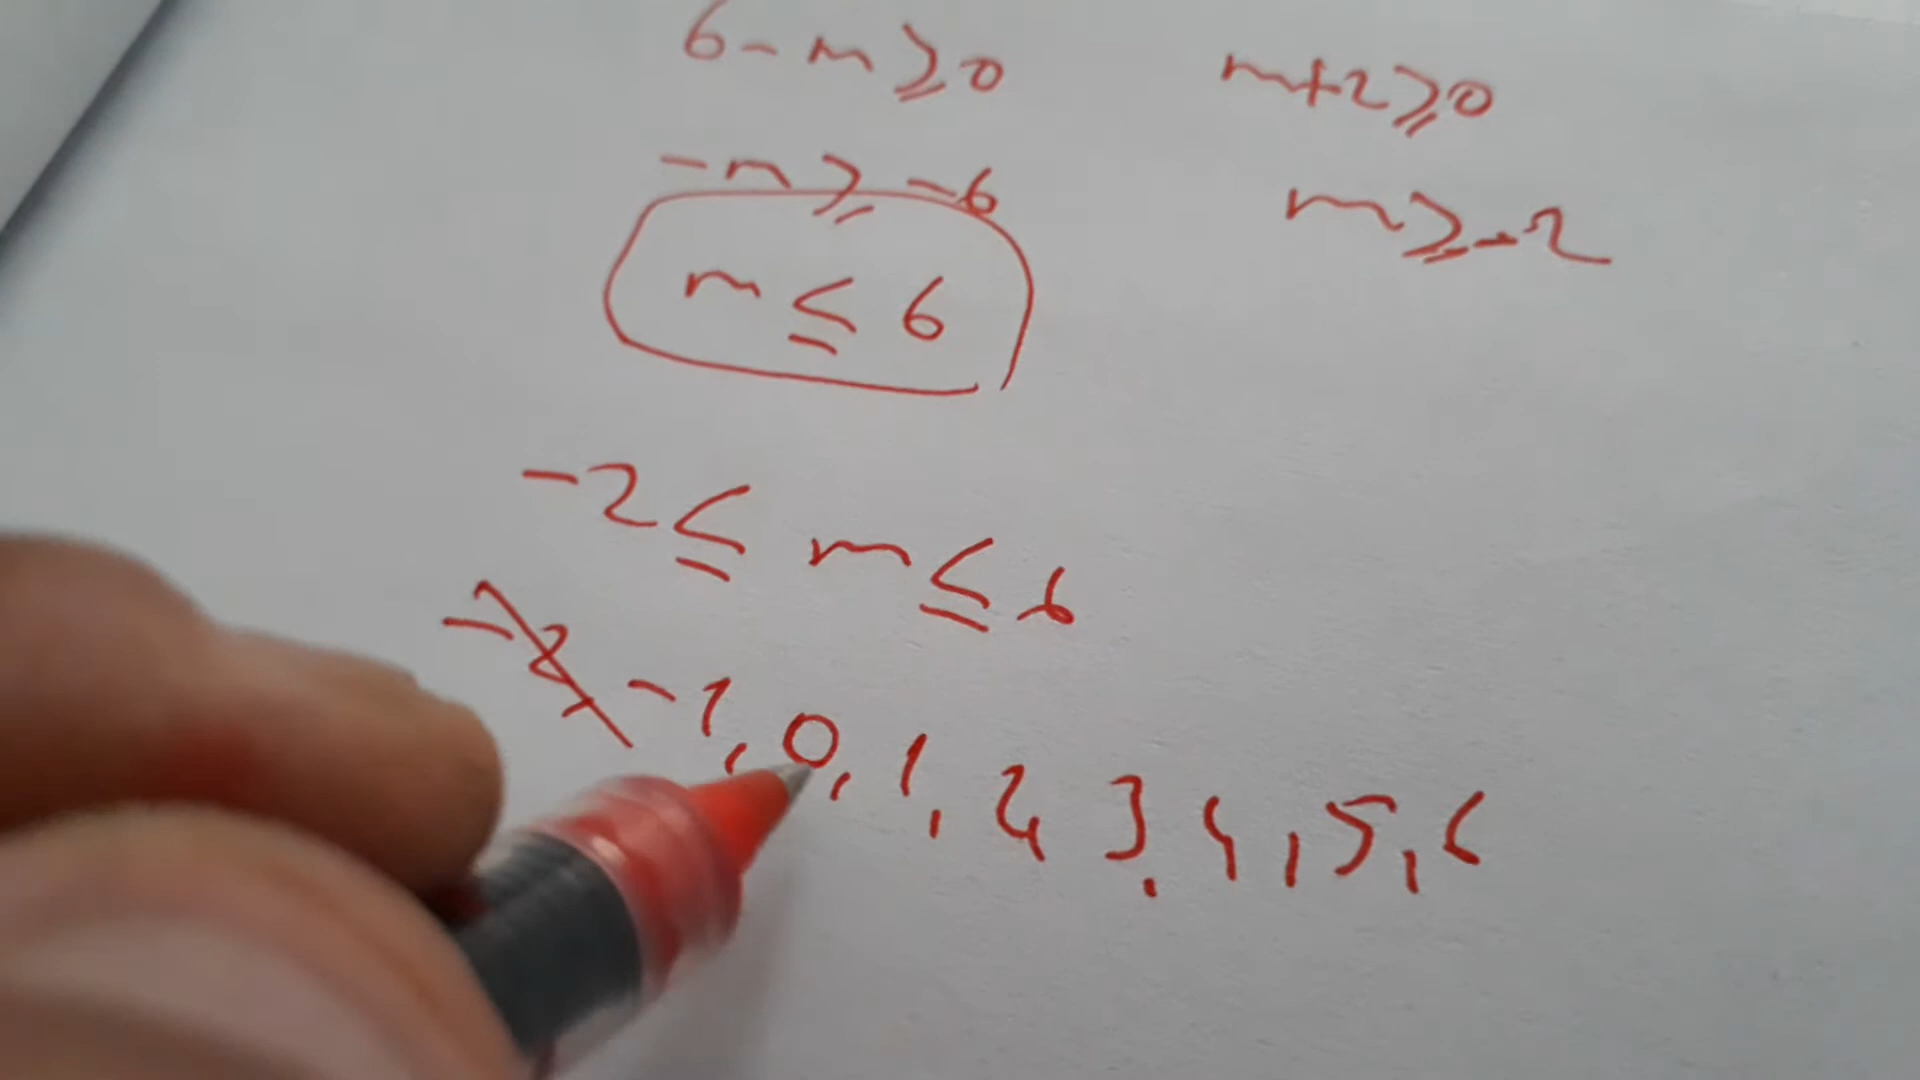 6-m≥0 m+2≥0
-m≥-6 m≥-2
m≤6
-2≤m≤6
-2, -1, 0, 1, 2, 3, 4, 5, 6